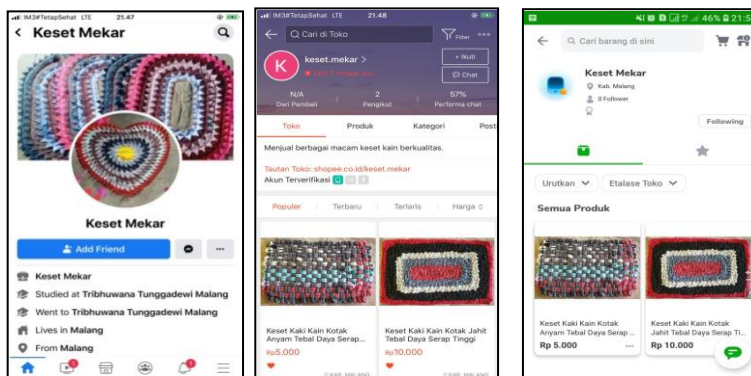 IM3#TetapSehat LTE 21.47
Keset Mekar
Keset Mekar
Add Friend
Keset Mekar
Studied at Tribhuwana Tunggadewi Malang
Went to Tribhuwana Tunggadewi Malang
Lives in Malang
From Malang
IM3#TetapSehat LTE 21.48
Cari di Toko
Filter
keset.mekar >
+ Ikuti
Chat
K
N/A
2
57%
Dari Pembeli
Pengikut
Performa chat
Toko Produk Kategori Post
Menjual berbagai macam keset kain berkualitas.
Tautan Toko: shopee.co.id/keset.mekar
Akun Terverifikasi
Populer Terbaru Terlaris Harga
Keset Kaki Kain Kotak
Anyam Tebal Daya Serap...
Rp5.000
KAB. MALANG
Keset Kaki Kain Kotak Jahit
Tebal Daya Serap Tinggi
Rp10.000
KAB. MALANG
46% 21:5
Cari barang di sini
Keset Mekar
Kab. Malang
0 Follower
Following
Urutkan
Etalase Toko
Semua Produk
Keset Kaki Kain Kotak
Anyam Tebal Daya Serap ...
Rp 5.000
Keset Kaki Kain Kotak
Jahit Tebal Daya Serap Ti...
Rp 10.000